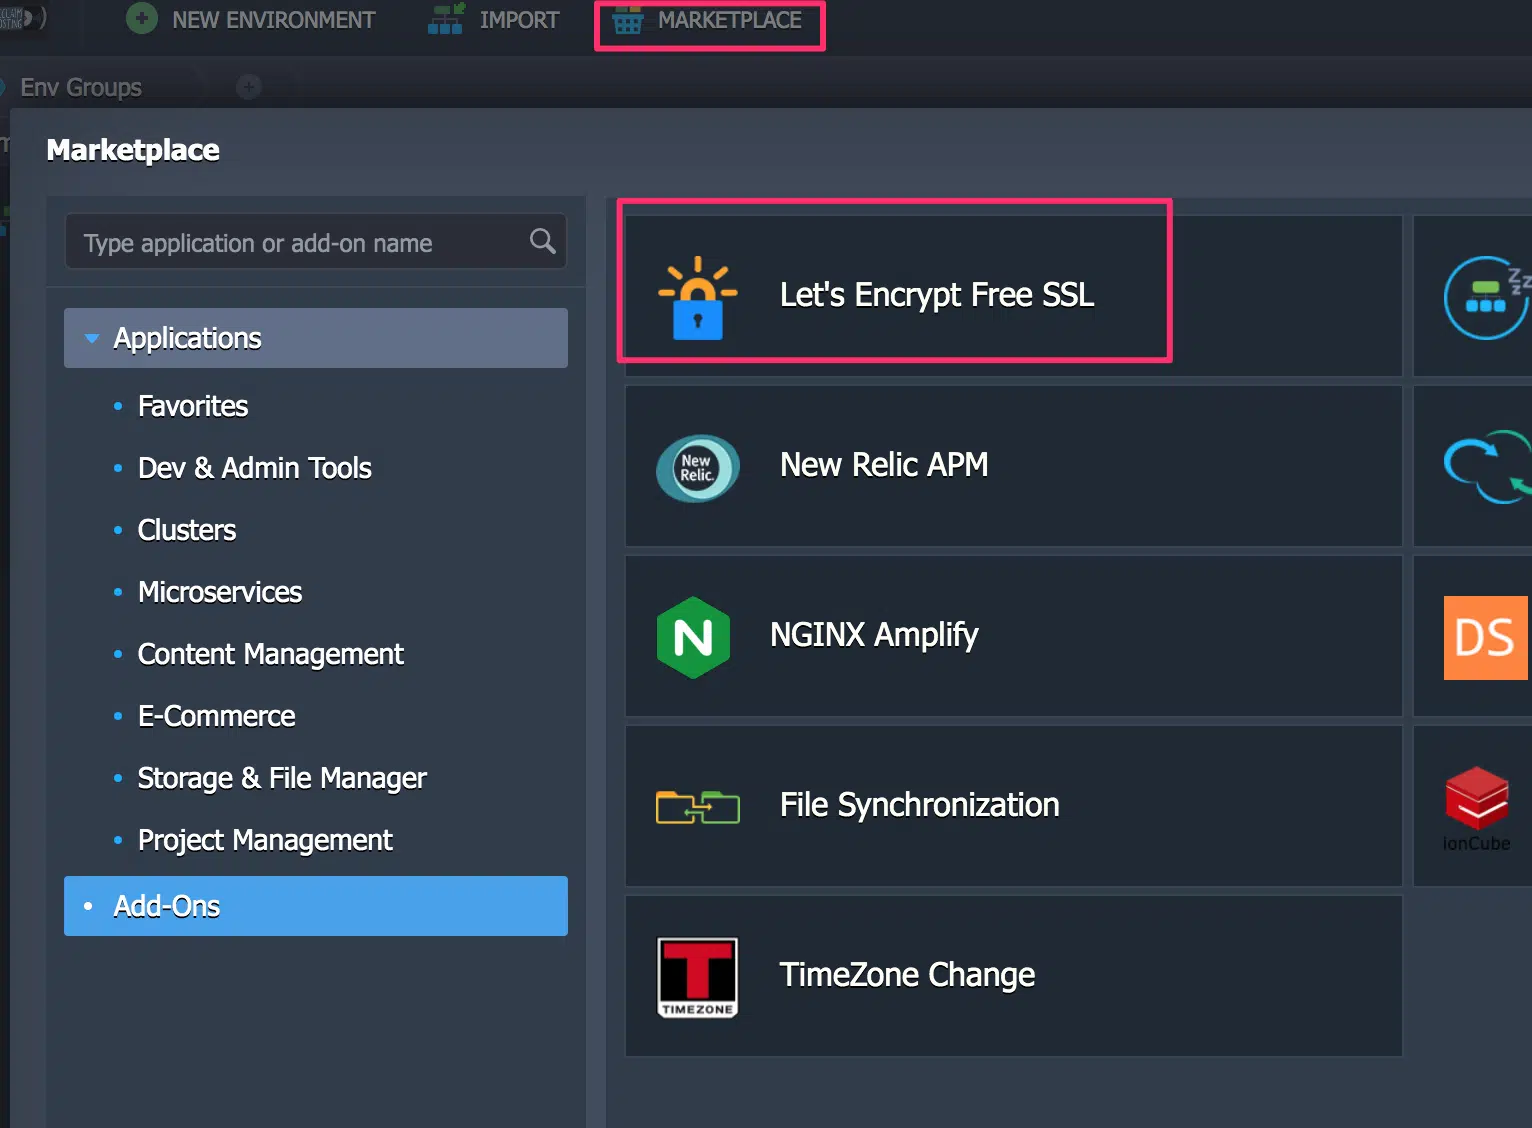 NEW ENVIRONMENT
IMPORT
MARKETPLACE
Env Groups
Marketplace
Type application or add-on name
Applications
Favorites
Dev & Admin Tools
Clusters
Microservices
Content Management
E-Commerce
Storage & File Manager
Project Management
Add-Ons
Let's Encrypt Free SSL
zzz
New Relic.
New Relic APM
N
NGINX Amplify
DS
File Synchronization
ionCube
T
TIMEZONE
TimeZone Change